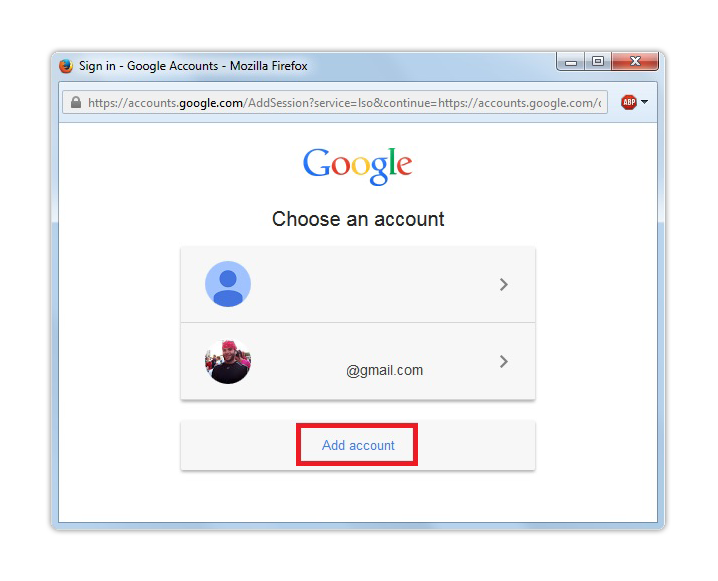 Sign in - Google Accounts - Mozilla Firefox
https://accounts.google.com/AddSession?service=lso&continue=https://accounts.google.com/
ABP
Google
Choose an account
@gmail.com
Add account